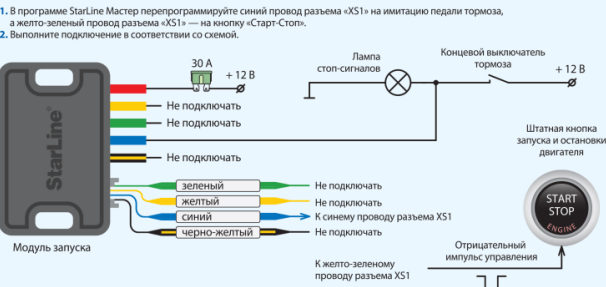 1. В программе StarLine Мастер перепрограммируйте синий провод разъема «XS1» на имитацию педали тормоза,
а желто-зеленый провод разъема «XS1» — на кнопку «Старт-Стоп».
2. Выполните подключение в соответствии со схемой.
30 А
+ 12 В
Лампа
стоп-сигналов
Концевой выключатель
тормоза
+ 12 В
Не подключать
Не подключать
Не подключать
StarLine
Модуль запуска
зеленый
Не подключать
желтый
Не подключать
синий
К синему проводу разъема XS1
черно-желтый
Не подключать
Штатная кнопка
запуска и остановки
двигателя
START
STOP
ENGINE
Отрицательный
импульс управления
К желто-зеленому
проводу разъема XS1